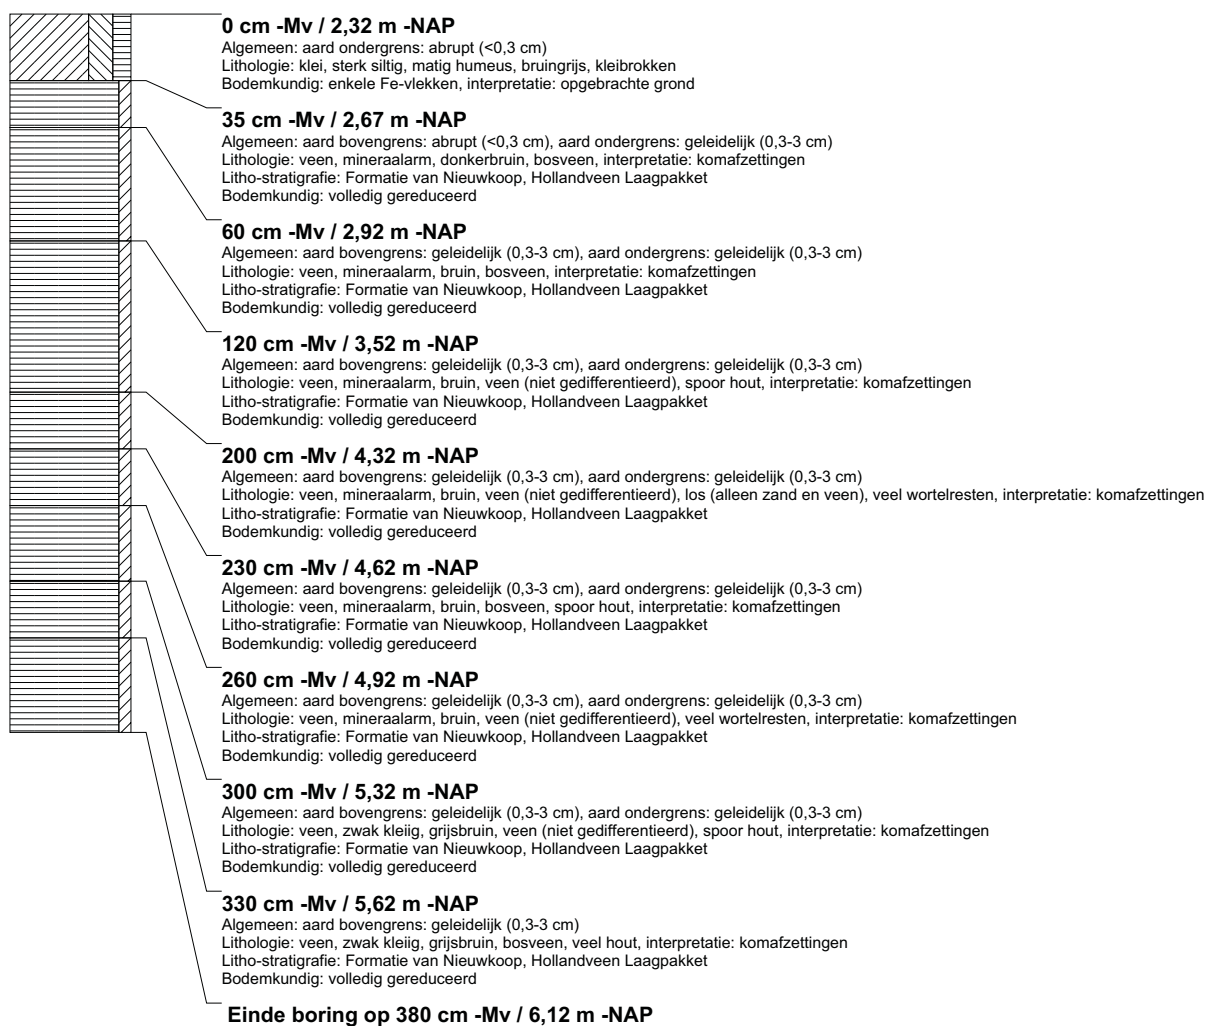 0 cm -Mv / 2,32 m -NAP
Algemeen: aard ondergrens: abrupt (<0,3 cm)
Lithologie: klei, sterk siltig, matig humeus, bruingrijs, kleibrokken
Bodemkundig: enkele Fe-vlekken, interpretatie: opgebrachte grond
35 cm -Mv / 2,67 m -NAP
Algemeen: aard bovengrens: abrupt (<0,3 cm), aard ondergrens: geleidelijk (0,3-3 cm)
Lithologie: veen, mineraalarm, donkerbruin, bosveen, interpretatie: komafzettingen
Litho-stratigrafie: Formatie van Nieuwkoop, Hollandveen Laagpakket
Bodemkundig: volledig gereduceerd
60 cm -Mv / 2,92 m -NAP
Algemeen: aard bovengrens: geleidelijk (0,3-3 cm), aard ondergrens: geleidelijk (0,3-3 cm)
Lithologie: veen, mineraalarm, bruin, bosveen, interpretatie: komafzettingen
Litho-stratigrafie: Formatie van Nieuwkoop, Hollandveen Laagpakket
Bodemkundig: volledig gereduceerd
120 cm -Mv / 3,52 m -NAP
Algemeen: aard bovengrens: geleidelijk (0,3-3 cm), aard ondergrens: geleidelijk (0,3-3 cm)
Lithologie: veen, mineraalarm, bruin, veen (niet gedifferentieerd), spoor hout, interpretatie: komafzettingen
Litho-stratigrafie: Formatie van Nieuwkoop, Hollandveen Laagpakket
Bodemkundig: volledig gereduceerd
200 cm -Mv / 4,32 m -NAP
Algemeen: aard bovengrens: geleidelijk (0,3-3 cm), aard ondergrens: geleidelijk (0,3-3 cm)
Lithologie: veen, mineraalarm, bruin, veen (niet gedifferentieerd), los (alleen zand en veen), veel wortelresten, interpretatie: komafzettingen
Litho-stratigrafie: Formatie van Nieuwkoop, Hollandveen Laagpakket
Bodemkundig: volledig gereduceerd
230 cm -Mv / 4,62 m -NAP
Algemeen: aard bovengrens: geleidelijk (0,3-3 cm), aard ondergrens: geleidelijk (0,3-3 cm)
Lithologie: veen, mineraalarm, bruin, bosveen, spoor hout, interpretatie: komafzettingen
Litho-stratigrafie: Formatie van Nieuwkoop, Hollandveen Laagpakket
Bodemkundig: volledig gereduceerd
260 cm -Mv / 4,92 m -NAP
Algemeen: aard bovengrens: geleidelijk (0,3-3 cm), aard ondergrens: geleidelijk (0,3-3 cm)
Lithologie: veen, mineraalarm, bruin, veen (niet gedifferentieerd), veel wortelresten, interpretatie: komafzettingen
Litho-stratigrafie: Formatie van Nieuwkoop, Hollandveen Laagpakket
Bodemkundig: volledig gereduceerd
300 cm -Mv / 5,32 m -NAP
Algemeen: aard bovengrens: geleidelijk (0,3-3 cm), aard ondergrens: geleidelijk (0,3-3 cm)
Lithologie: veen, zwak kleiig, grijsbruin, veen (niet gedifferentieerd), spoor hout, interpretatie: komafzettingen
Litho-stratigrafie: Formatie van Nieuwkoop, Hollandveen Laagpakket
Bodemkundig: volledig gereduceerd
330 cm -Mv / 5,62 m -NAP
Algemeen: aard bovengrens: geleidelijk (0,3-3 cm)
Lithologie: veen, zwak kleiig, grijsbruin, bosveen, veel hout, interpretatie: komafzettingen
Litho-stratigrafie: Formatie van Nieuwkoop, Hollandveen Laagpakket
Bodemkundig: volledig gereduceerd
Einde boring op 380 cm -Mv / 6,12 m -NAP